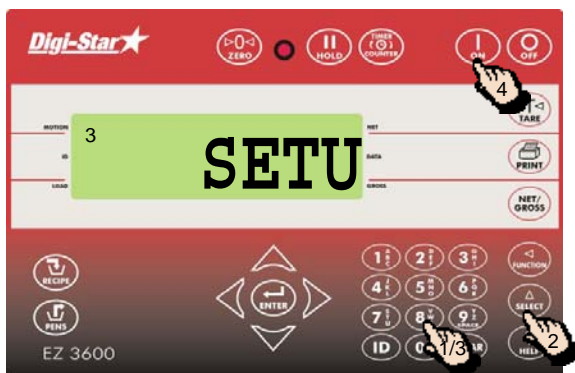 Digi-Star
ZERO
HOLD
TIMER
COUNTER
ON
OFF
4
TARE
MOTION
NET
3
SETU
ID
DATA
PRINT
LOAD
GROSS
NET/
GROSS
RECIPE
1 2 3
FUNCTION
4 5 6
ENTER
SELECT
7 8 9
SPACE
PENS
ID
1/3
2
HELP
EZ 3600